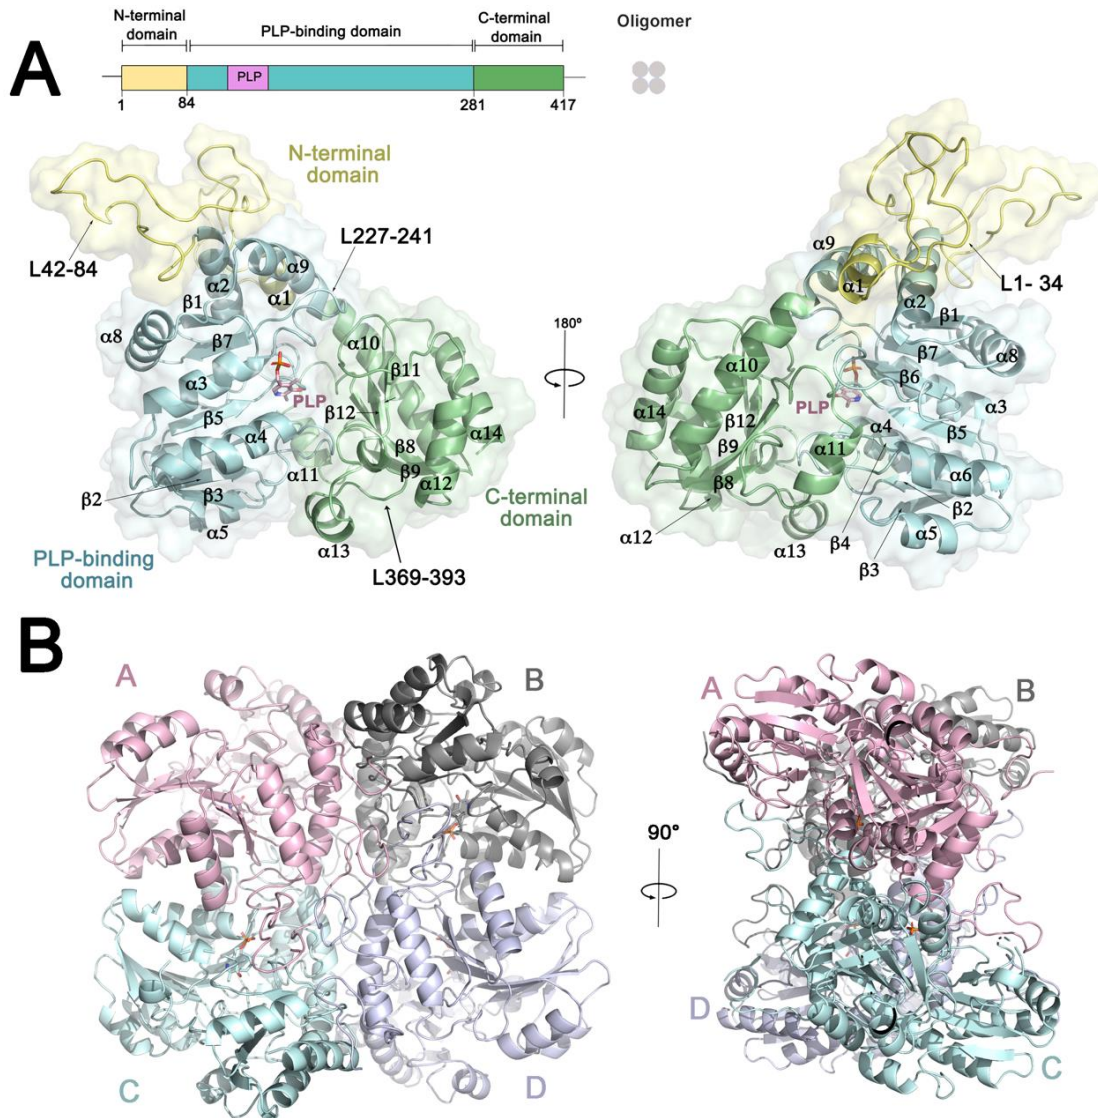 N-terminal
domain
PLP-binding domain
C-terminal
domain
Oligomer
A
PLP
1
84
281
417
N-terminal
domain
L42-84
L227-241
α9
α2
α1
β1
α8
β7
α3
α10
β11
PLP
β5
β12
α4
β8
α14
α11
β9
α12
β2
β3
α5
α13
C-terminal
domain
PLP-binding
domain
L369-393
180º
α9
α1
L1- 34
α2
β1
β7
α8
α10
β6
α14
PLP
α3
β12
α4
β5
β9
α11
α6
β8
β2
α12
α13
β4
α5
β3
B
A
B
C
D
90°
A
B
D
C